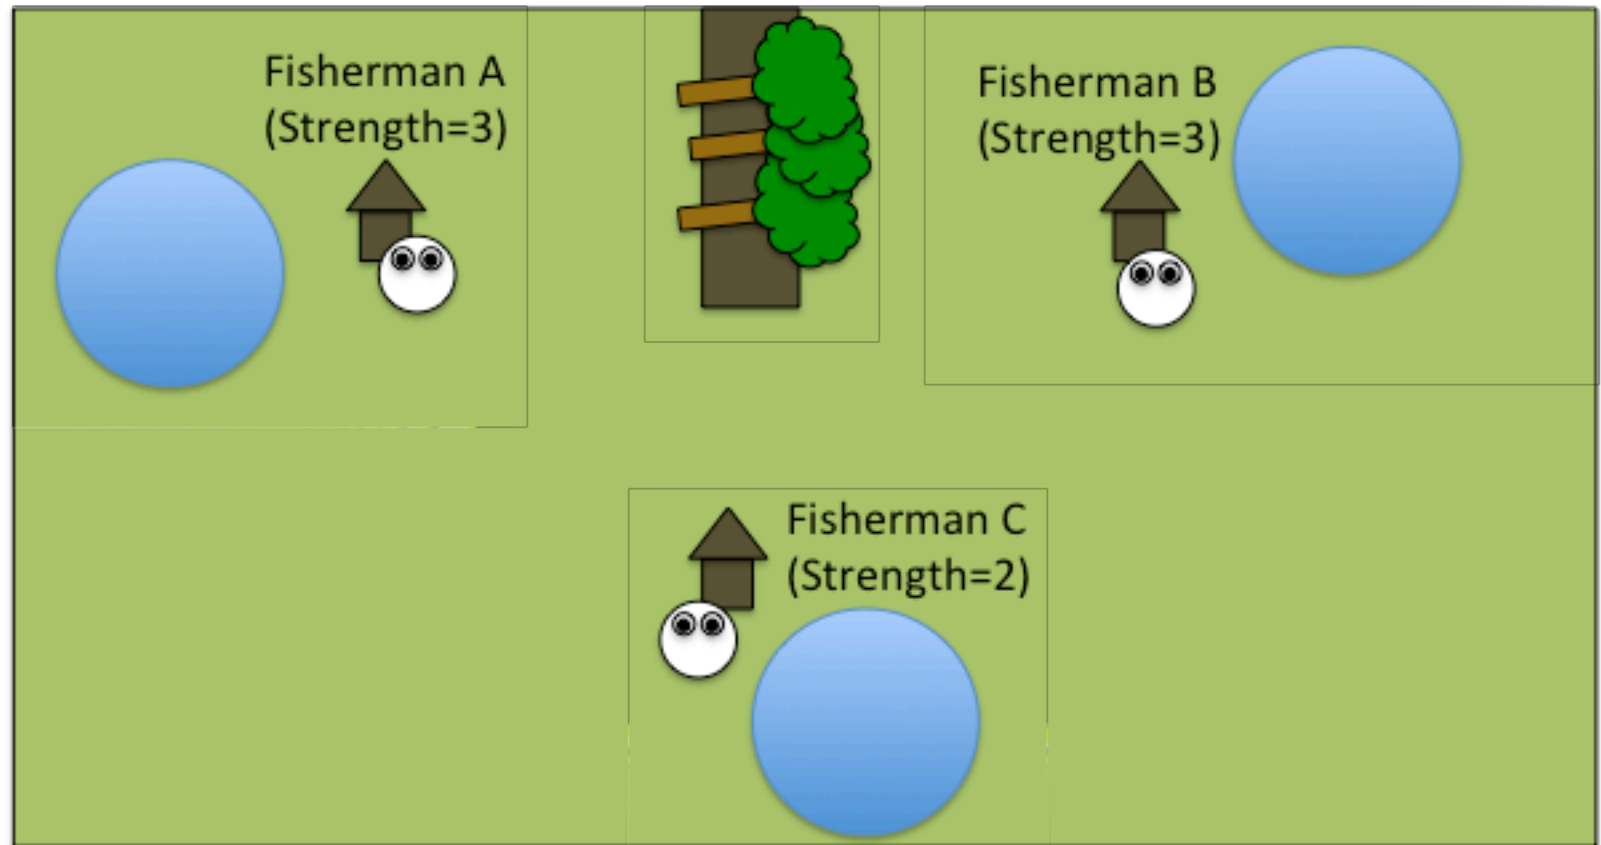 Fisherman A
(Strength=3)
Fisherman B
(Strength=3)
Fisherman C
(Strength=2)